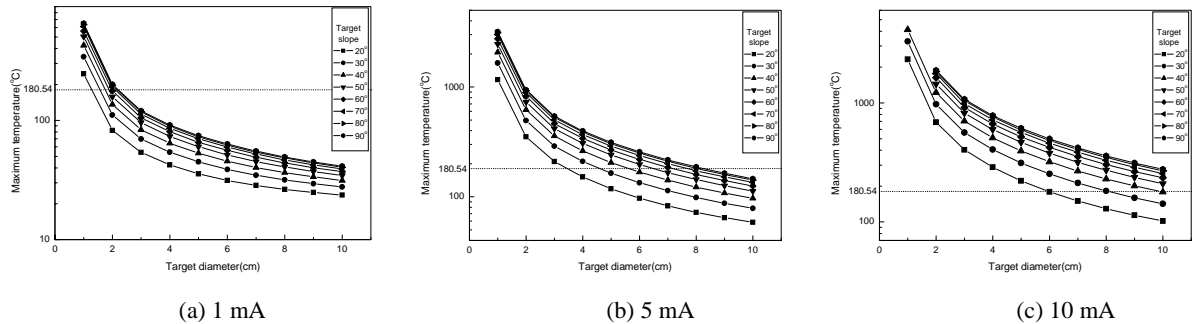 Target
slope
20°
30°
40°
50°
60°
70°
80°
90°
180.54
100
10
Maximum temperature(°C)
0 2 4 6 8 10
Target diameter(cm)
(a) 1 mA
Target
slope
20°
30°
40°
50°
60°
70°
80°
90°
1000
180.54
100
Maximum temperature(°C)
0 2 4 6 8 10
Target diameter(cm)
(b) 5 mA
Target
slope
20°
30°
40°
50°
60°
70°
80°
90°
1000
180.54
100
Maximum temperature(°C)
0 2 4 6 8 10
Target diameter(cm)
(c) 10 mA